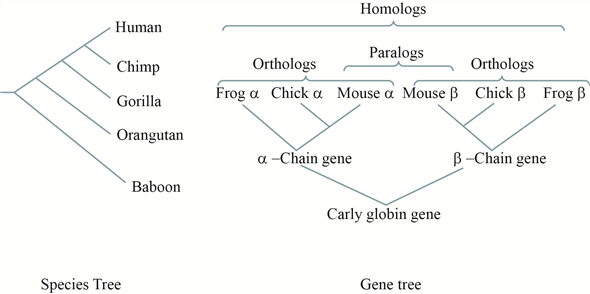 Human
Chimp
Gorilla
Orangutan
Baboon
Species Tree
Homologs
Paralogs
Orthologs Orthologs
Frog α Chick α Mouse α Mouse β Chick β Frog β
α –Chain gene β –Chain gene
Carly globin gene
Gene tree